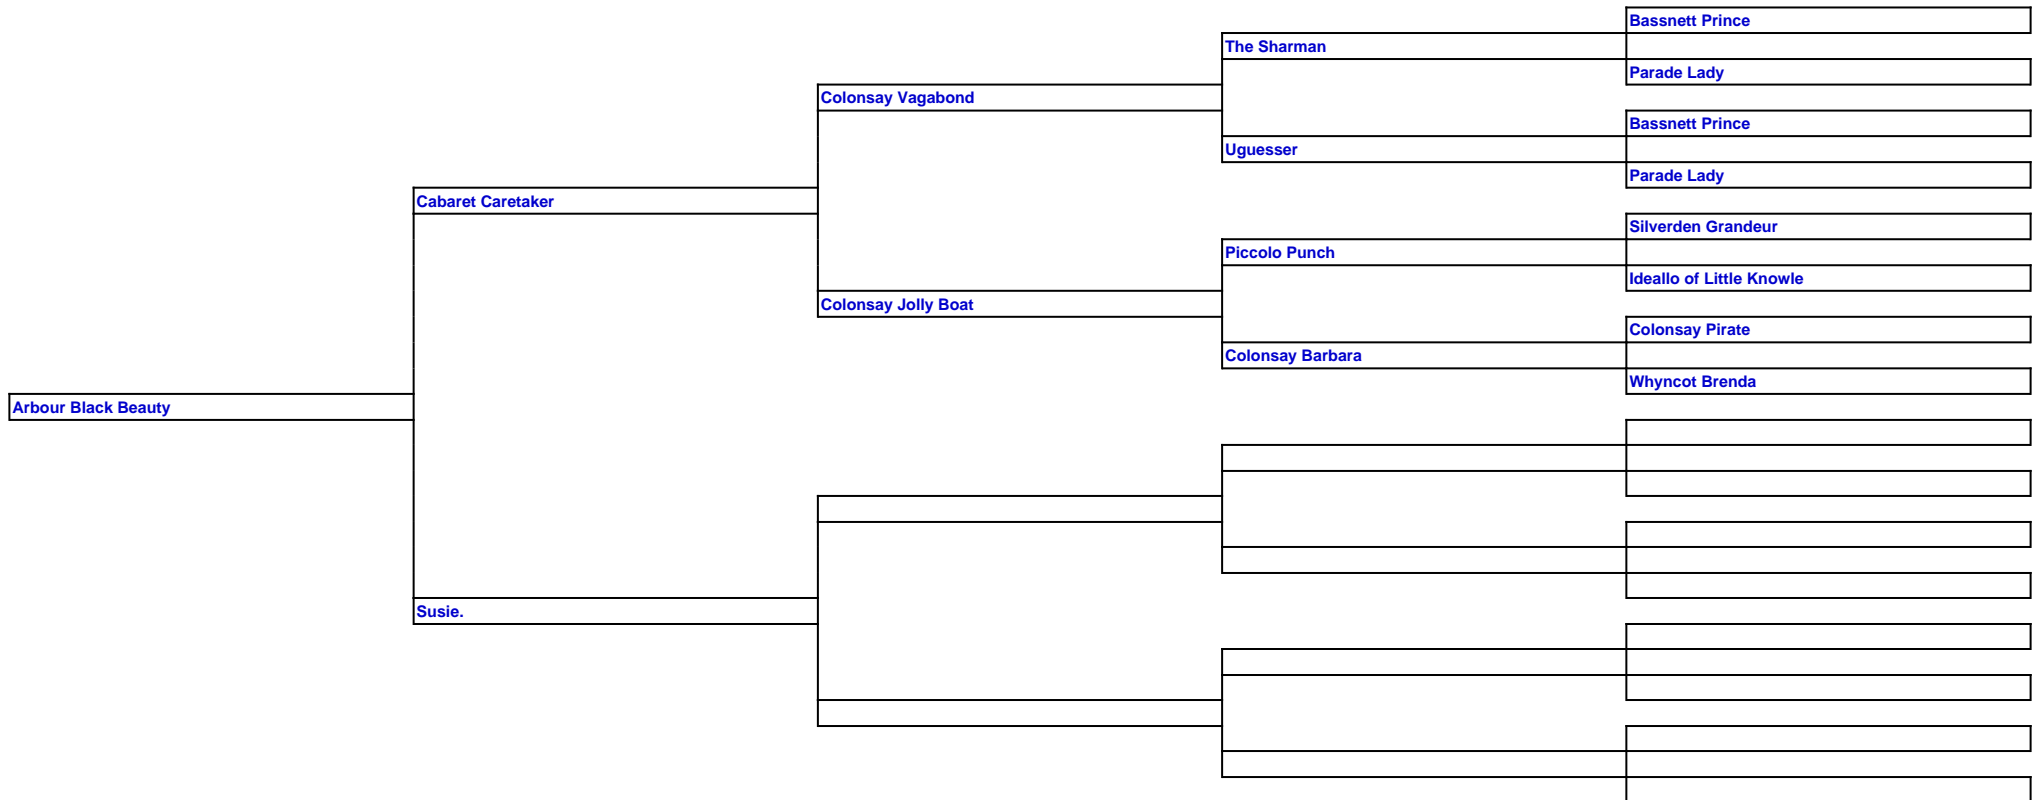 Bassnett Prince
The Sharman
Parade Lady
Colonsay Vagabond
Bassnett Prince
Uguesser
Parade Lady
Cabaret Caretaker
Silverden Grandeur
Piccolo Punch
Ideallo of Little Knowle
Colonsay Jolly Boat
Colonsay Pirate
Colonsay Barbara
Whyncot Brenda
Arbour Black Beauty
Susie.